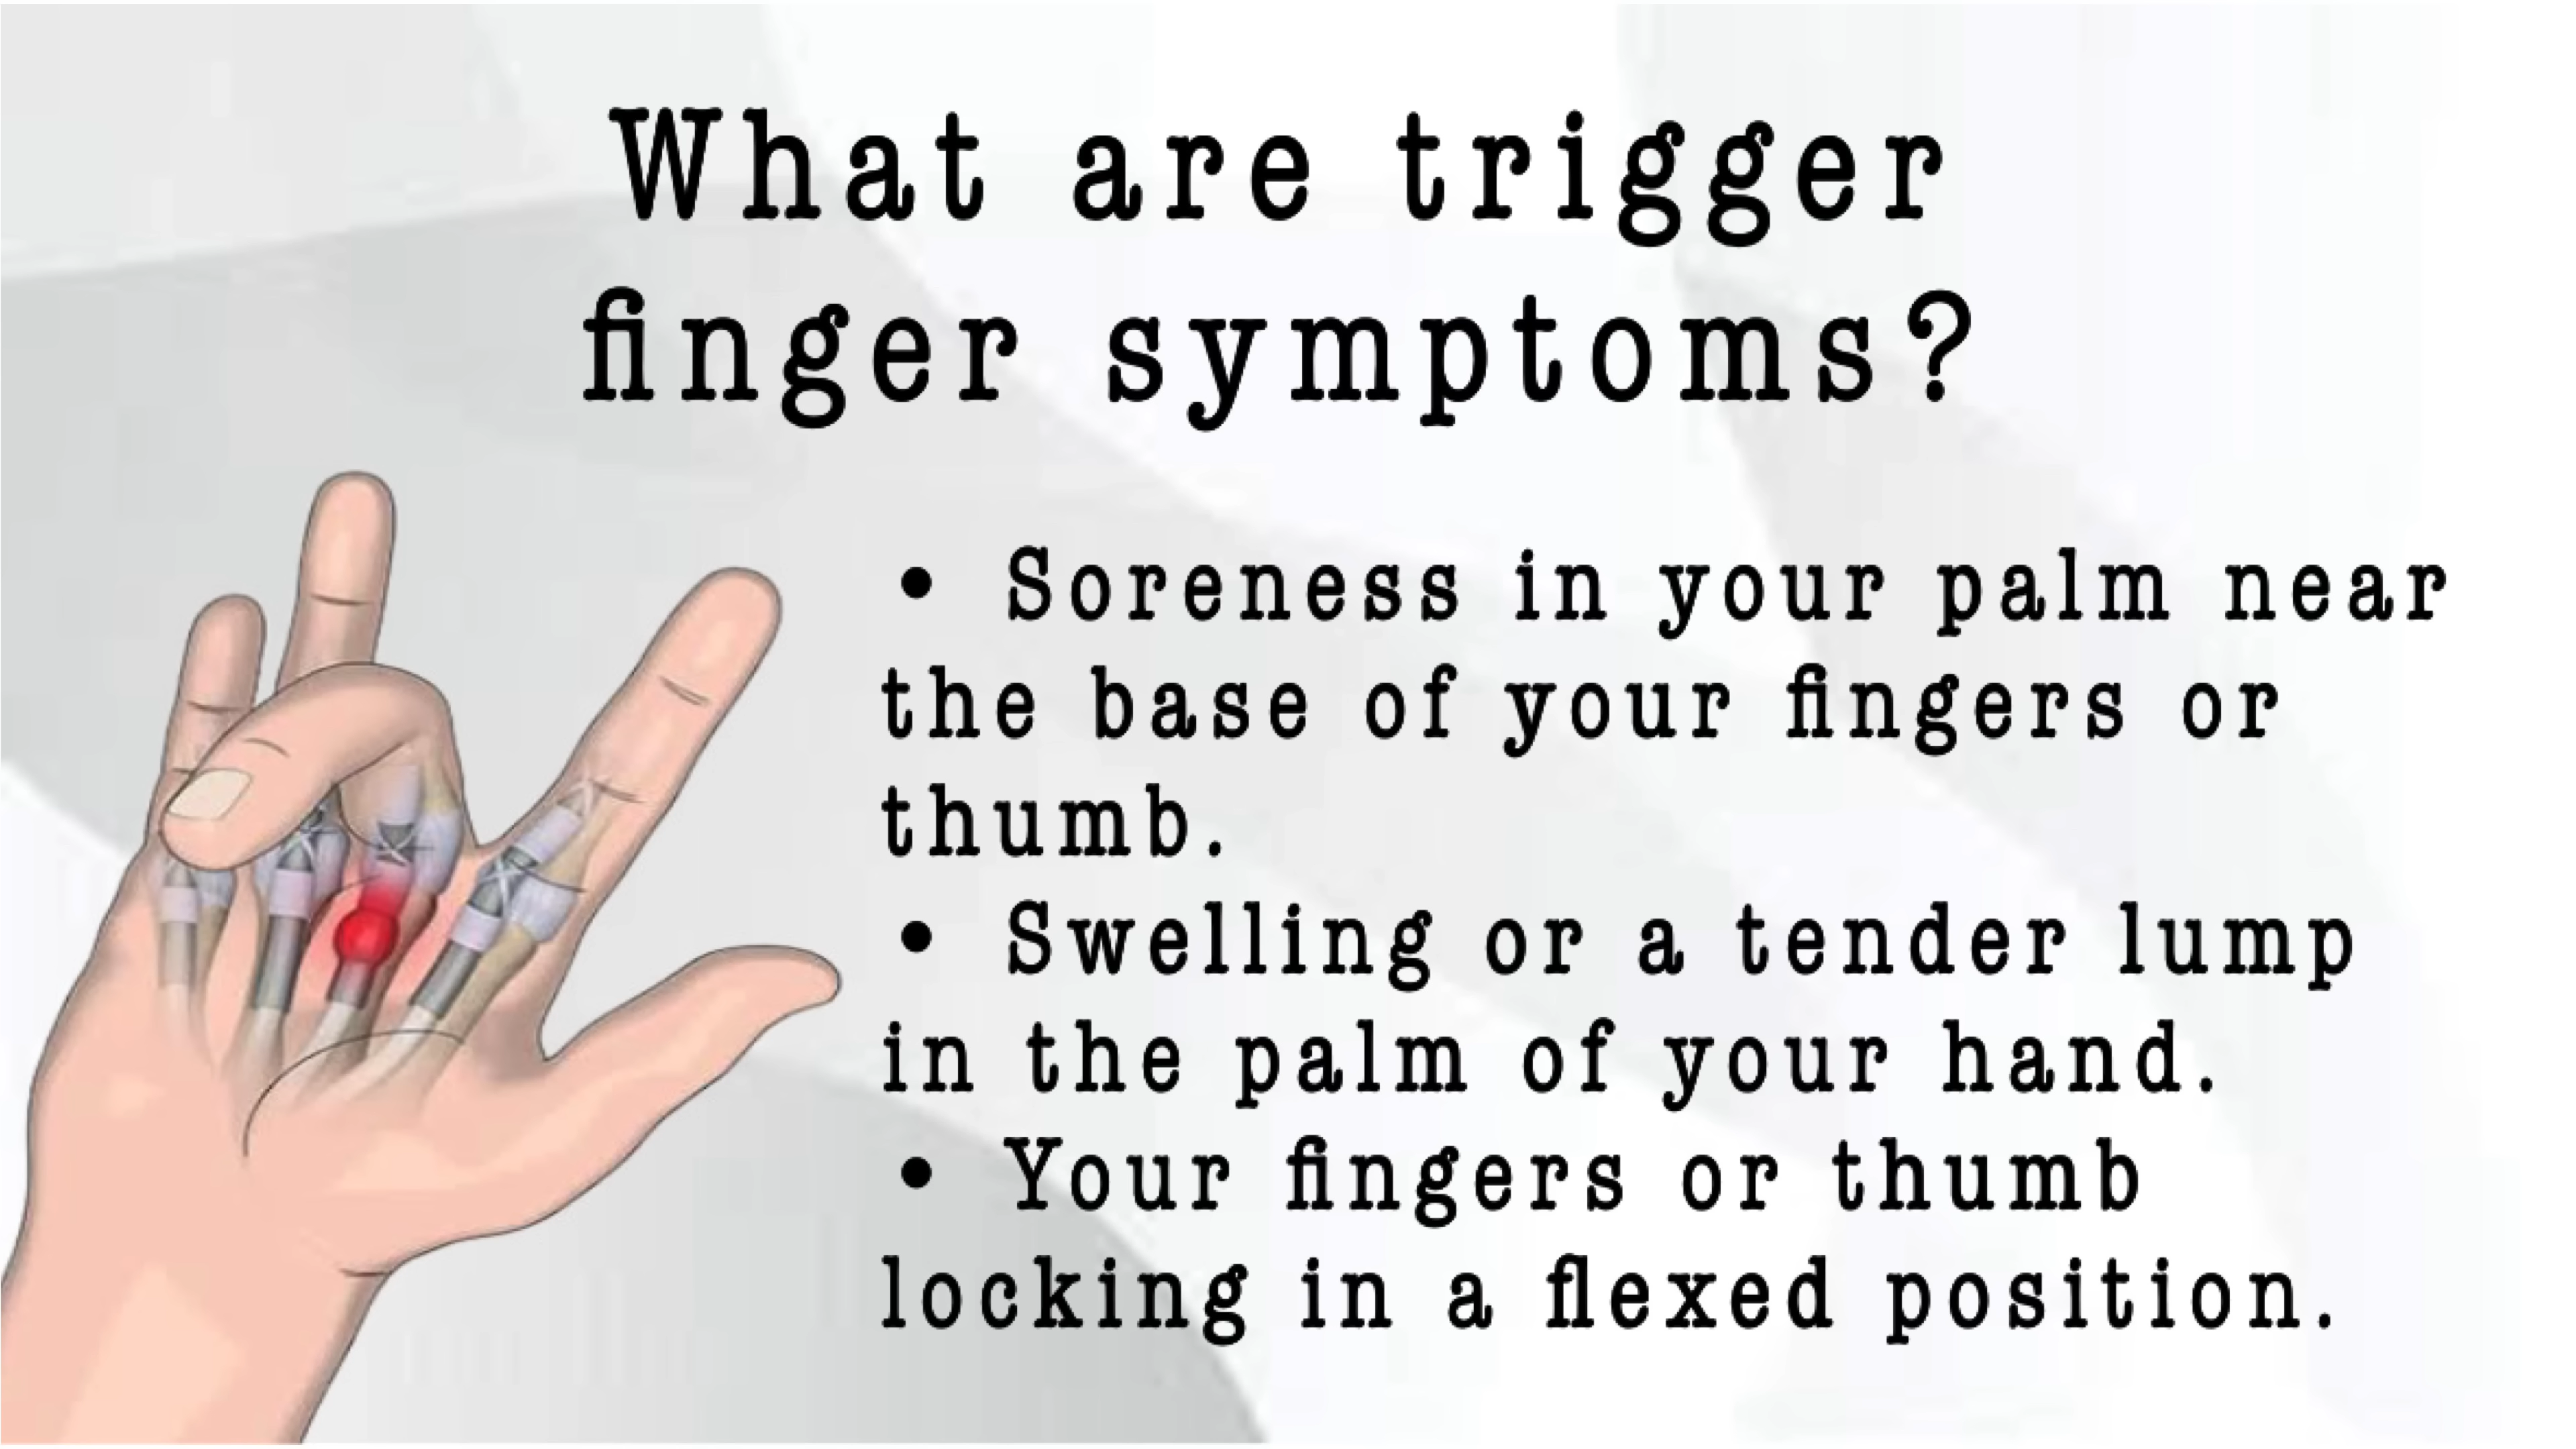 What are trigger
finger symptoms?
• Soreness in your palm near
the base of your fingers or
thumb.
• Swelling or a tender lump
in the palm of your hand.
• Your fingers or thumb
locking in a flexed position.